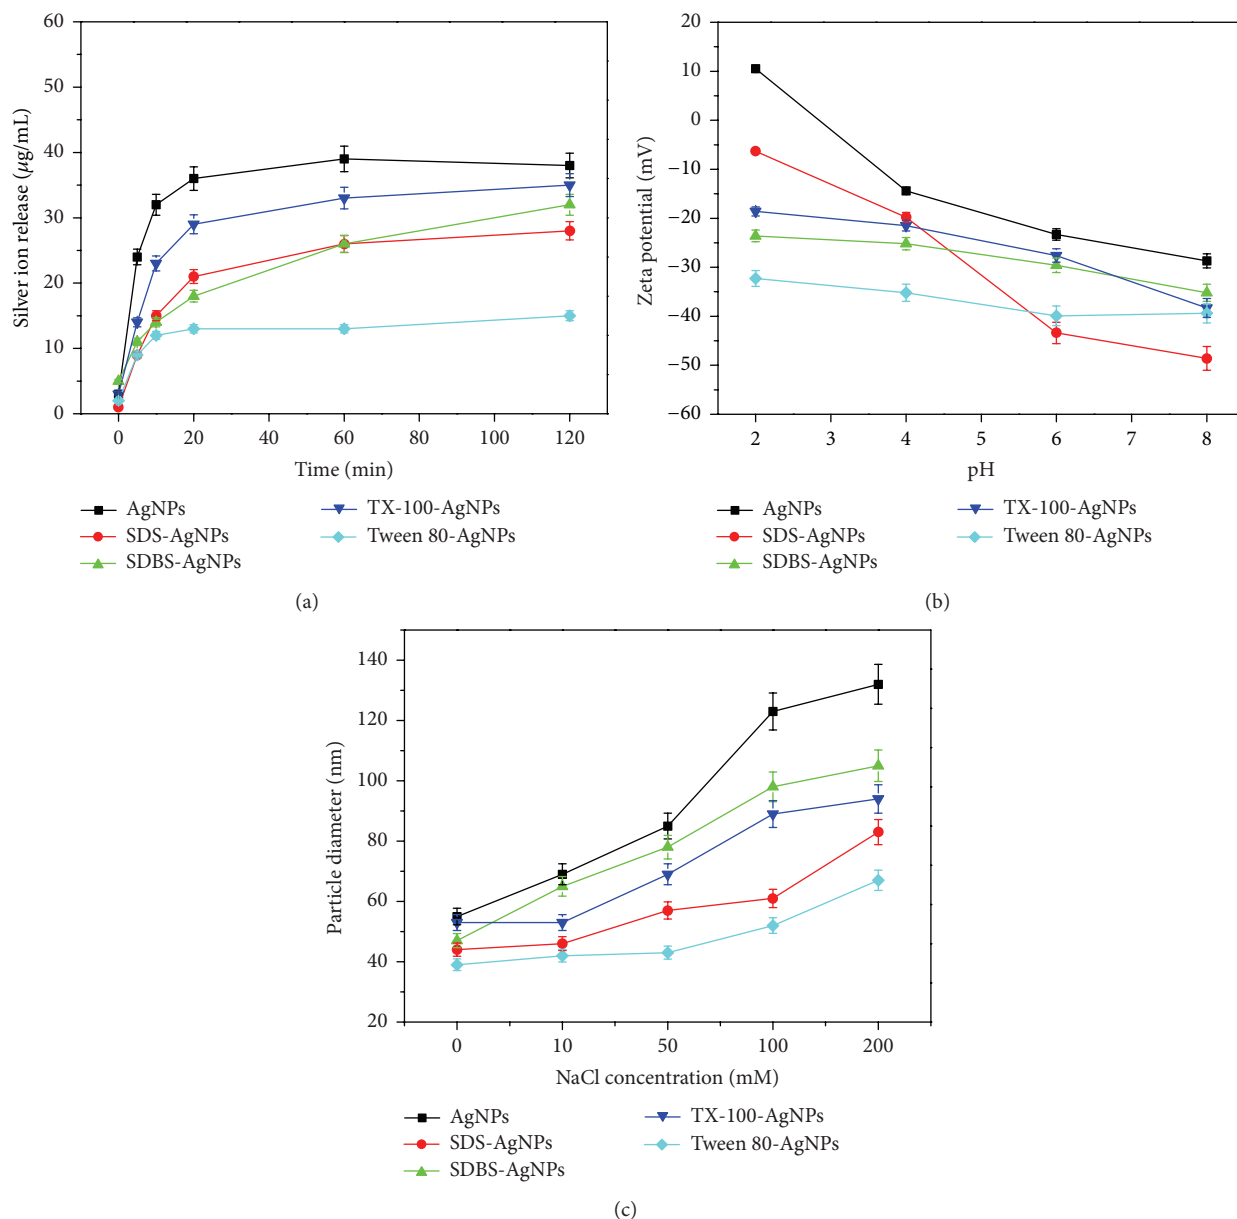 60
50
40
30
20
10
0
Silver ion release (μg/mL)
0 20 40 60 80 100 120
Time (min)
AgNPs
SDS-AgNPs
SDBS-AgNPs
TX-100-AgNPs
Tween 80-AgNPs
(a)
20
10
0
−10
−20
−30
−40
−50
−60
Zeta potential (mV)
2 3 4 5 6 7 8
pH
AgNPs
SDS-AgNPs
SDBS-AgNPs
TX-100-AgNPs
Tween 80-AgNPs
(b)
140
120
100
80
60
40
20
Particle diameter (nm)
0 10 50 100 200
NaCl concentration (mM)
AgNPs
SDS-AgNPs
SDBS-AgNPs
TX-100-AgNPs
Tween 80-AgNPs
(c)